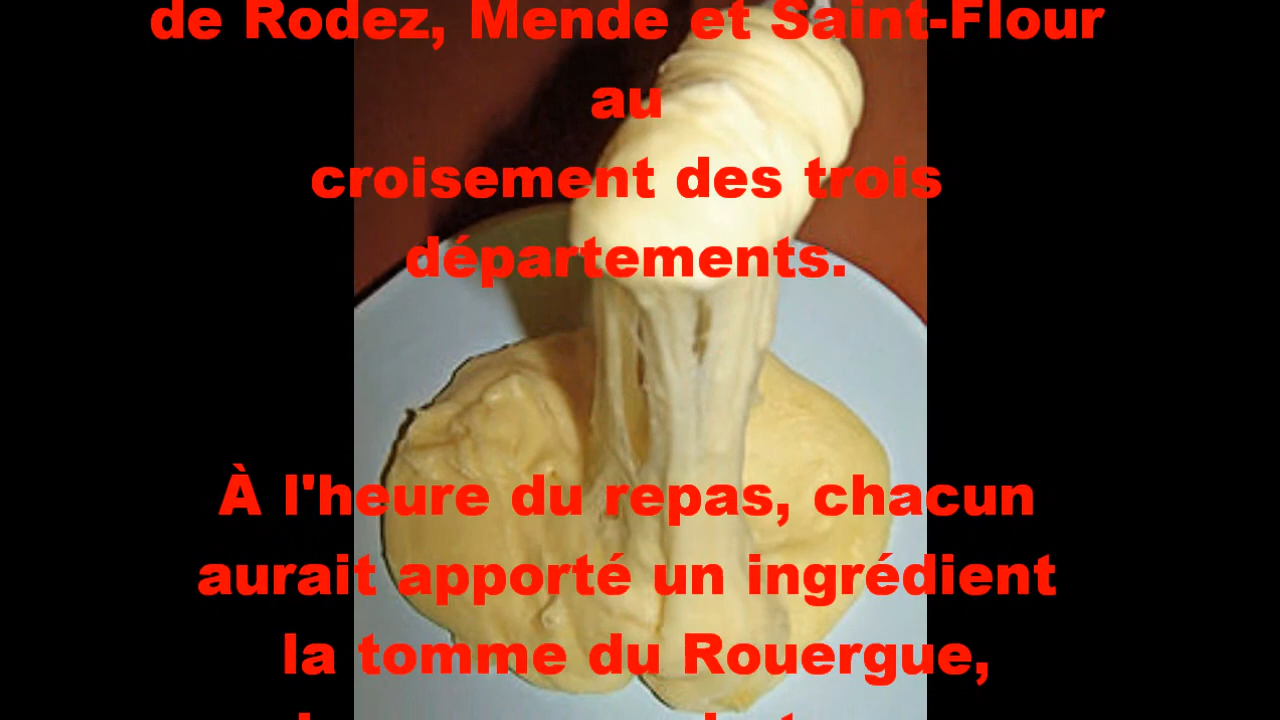 de Rodez, Mende et Saint-Flour
au
croisement des trois
départements.
À l'heure du repas, chacun
aurait apporté un ingrédient
la tomme du Rouergue,